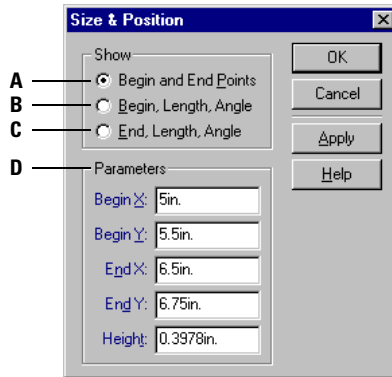 Size & Position
Show
OK
A Begin and End Points
B Begin, Length, Angle
Cancel
C End, Length, Angle
Apply
D Parameters
Help
Begin X: 5in.
Begin Y: 5.5in.
End X: 6.5in.
End Y: 6.75in.
Height: 0.3978in.